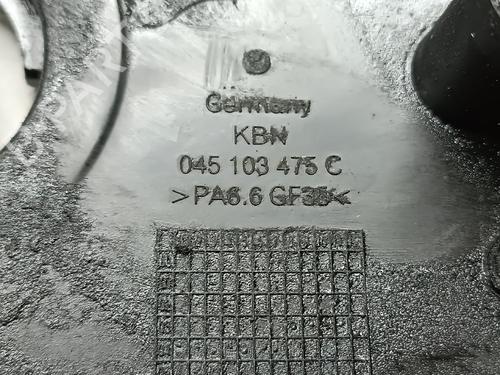 Germany
KBN
045 103 475 C
>PA6.6 GF35<